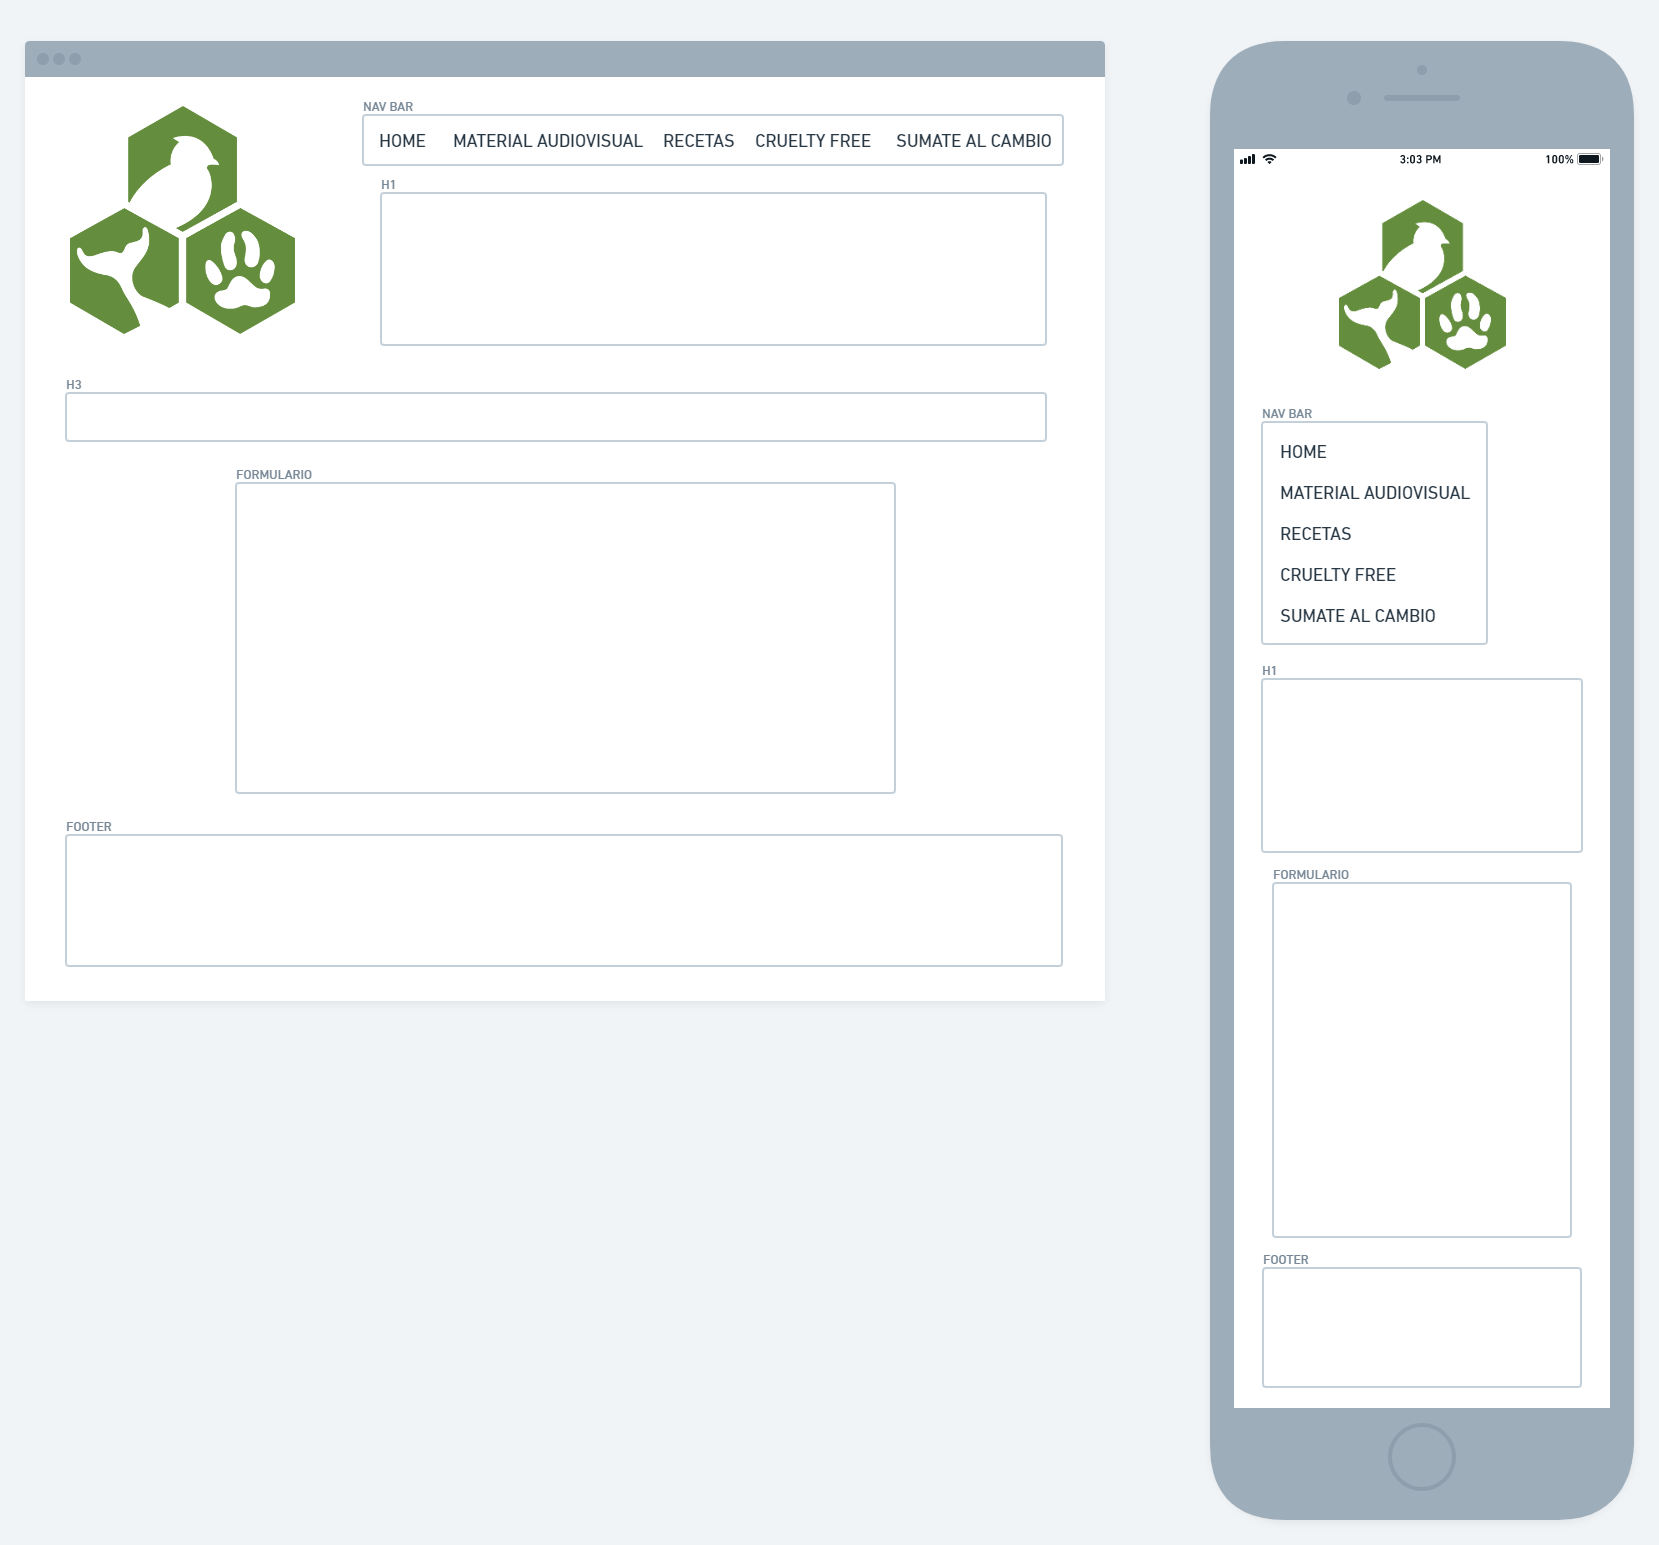 NAV BAR
HOME MATERIAL AUDIOVISUAL RECETAS CRUELTY FREE SUMATE AL CAMBIO
H1
H3
FORMULARIO
FOOTER
3:03 PM 100%
NAV BAR
HOME
MATERIAL AUDIOVISUAL
RECETAS
CRUELTY FREE
SUMATE AL CAMBIO
H1
FORMULARIO
FOOTER